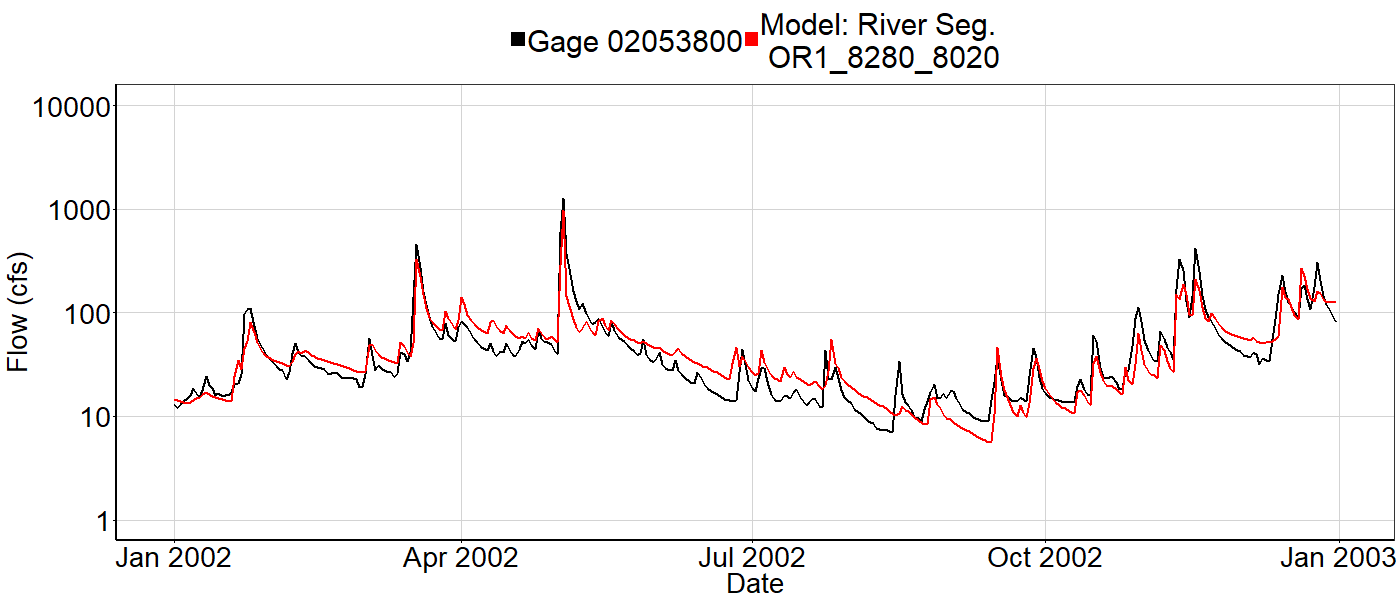 Gage 02053800 Model: River Seg.
OR1_8280_8020
10000
1000
100
10
1
Flow (cfs)
Jan 2002 Apr 2002 Jul 2002 Oct 2002 Jan 2003
Date